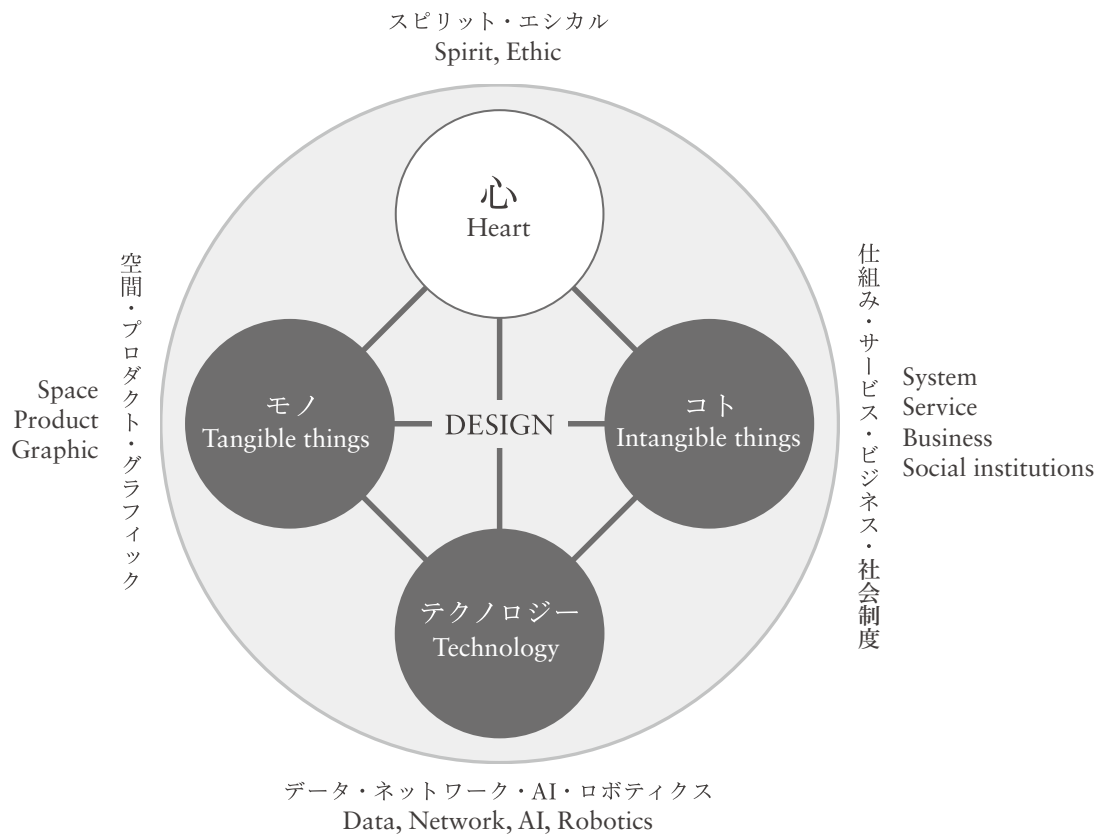 スピリット・エシカル
Spirit, Ethic
心
Heart
空間・プロダクト・グラフィック
Space
Product
Graphic
モノ
Tangible things
DESIGN
コト
Intangible things
仕組み・サービス・ビジネス・社会制度
System
Service
Business
Social institutions
テクノロジー
Technology
データ・ネットワーク・AI・ロボティクス
Data, Network, AI, Robotics